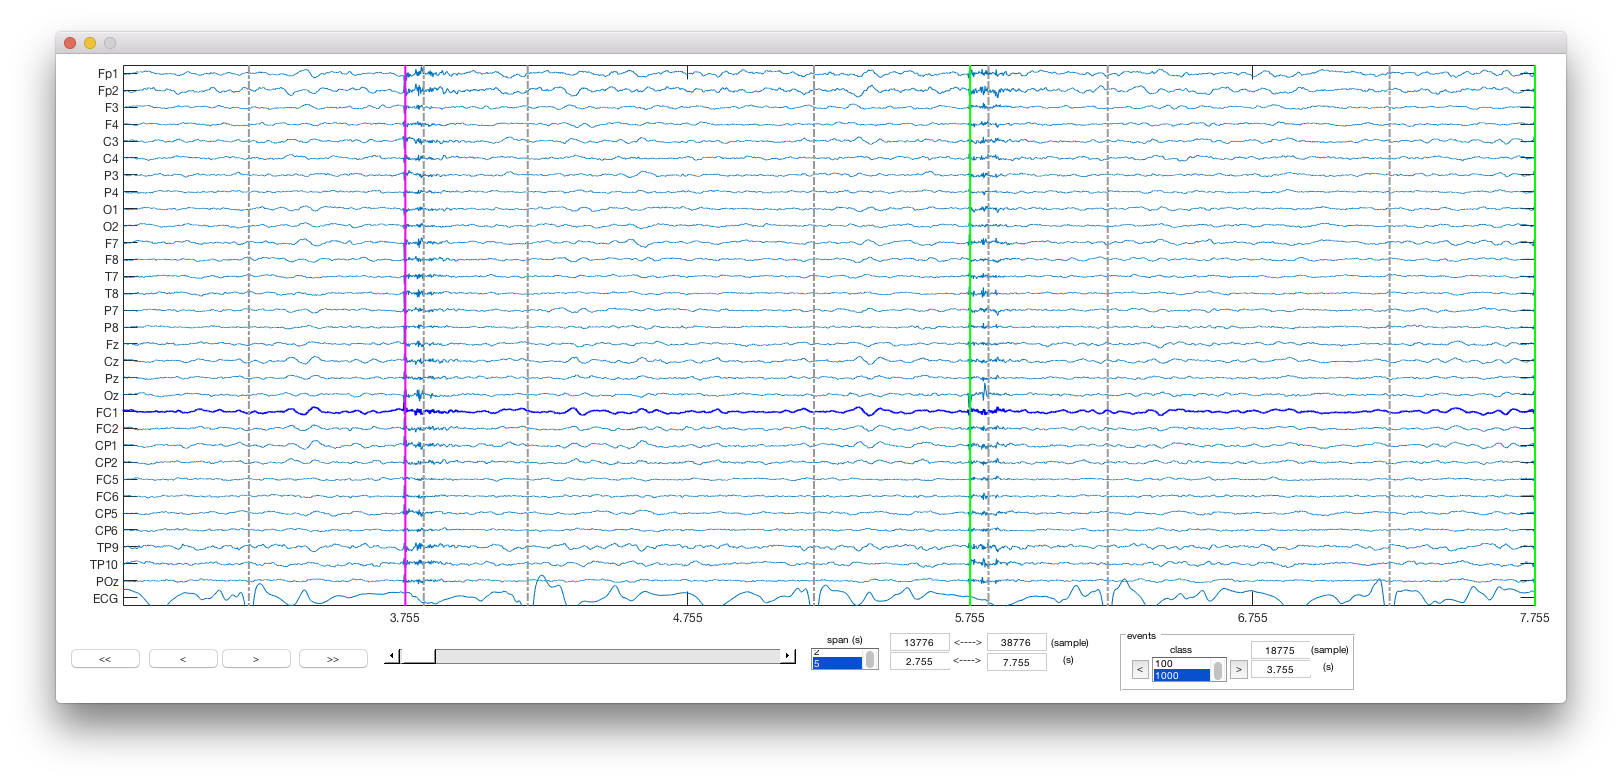 Fp1
Fp2
F3
F4
C3
C4
P3
P4
O1
O2
F7
F8
T7
T8
P7
P8
Fz
Cz
Pz
Oz
FC1
FC2
CP1
CP2
FC5
FC6
CP5
CP6
TP9
TP10
POz
ECG
3.755 4.755 5.755 6.755 7.755
<< < > >>
span (s)
2
5
13776 <----> 38776 (sample)
2.755 <----> 7.755 (s)
events
class
< 100 >
1000
18775 (sample)
3.755 (s)